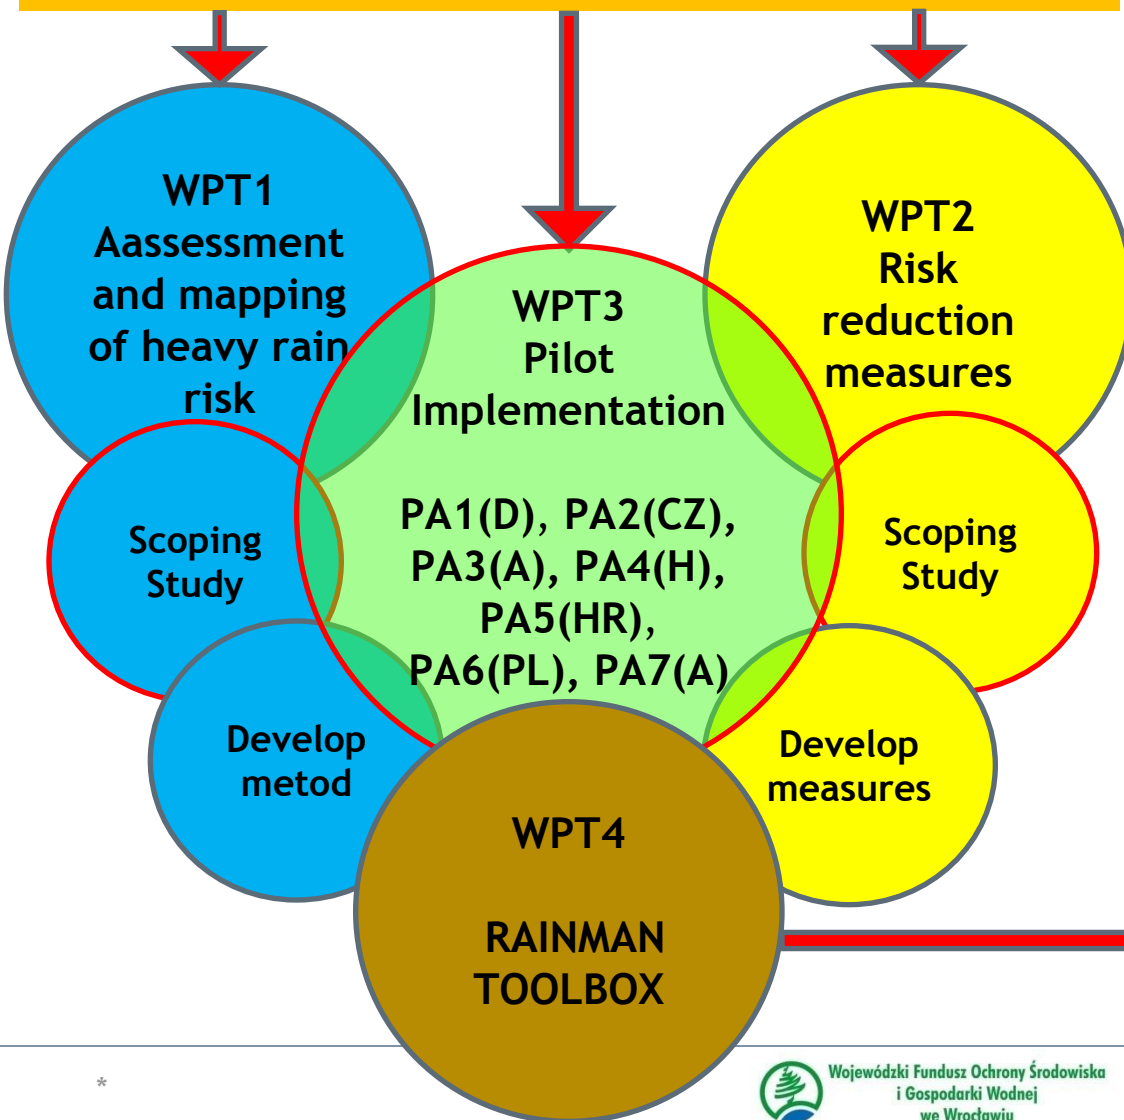 WPT1
Aassessment
and mapping
of heavy rain
risk
WPT2
Risk
reduction
measures
WPT3
Pilot
Implementation
PA1(D), PA2(CZ),
PA3(A), PA4(H),
PA5(HR),
PA6(PL), PA7(A)
Scoping
Study
Scoping
Study
Develop
metod
Develop
measures
WPT4
RAINMAN
TOOLBOX
*
Wojewódzki Fundusz Ochrony Środowiska
i Gospodarki Wodnej
we Wrocławiu